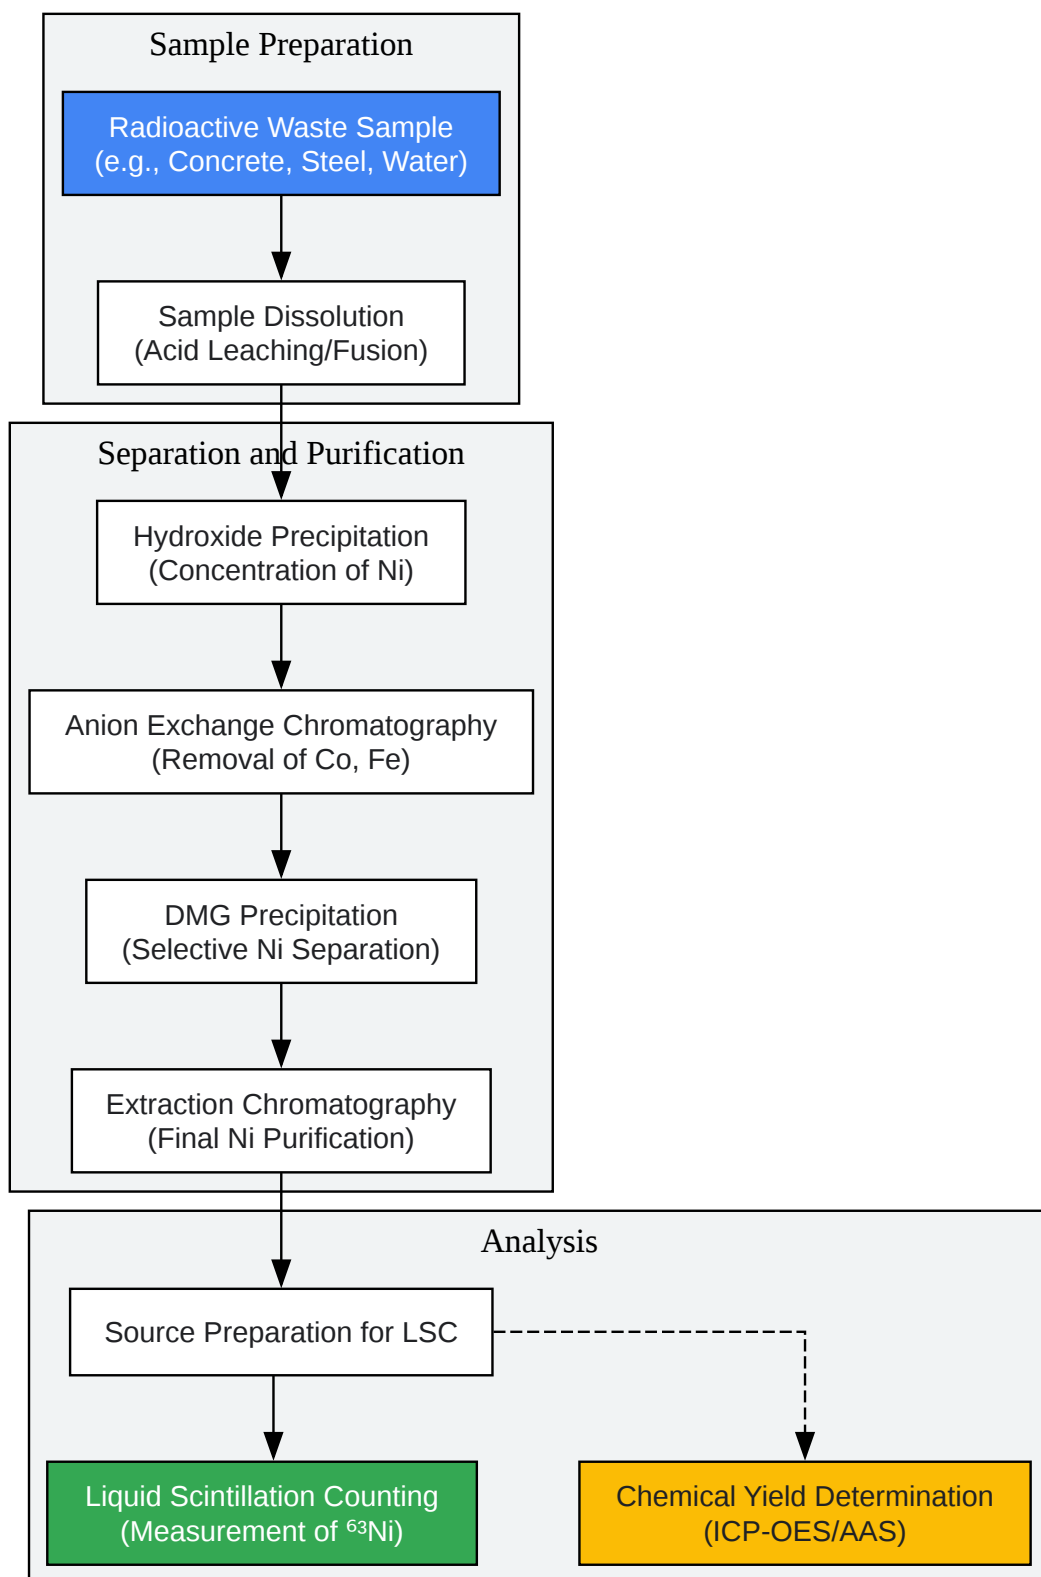 Sample Preparation
Radioactive Waste Sample
(e.g., Concrete, Steel, Water)
Sample Dissolution
(Acid Leaching/Fusion)
Separation and Purification
Hydroxide Precipitation
(Concentration of Ni)
Anion Exchange Chromatography
(Removal of Co, Fe)
DMG Precipitation
(Selective Ni Separation)
Extraction Chromatography
(Final Ni Purification)
Analysis
Source Preparation for LSC
Liquid Scintillation Counting
(Measurement of ⁶³Ni)
Chemical Yield Determination
(ICP-OES/AAS)